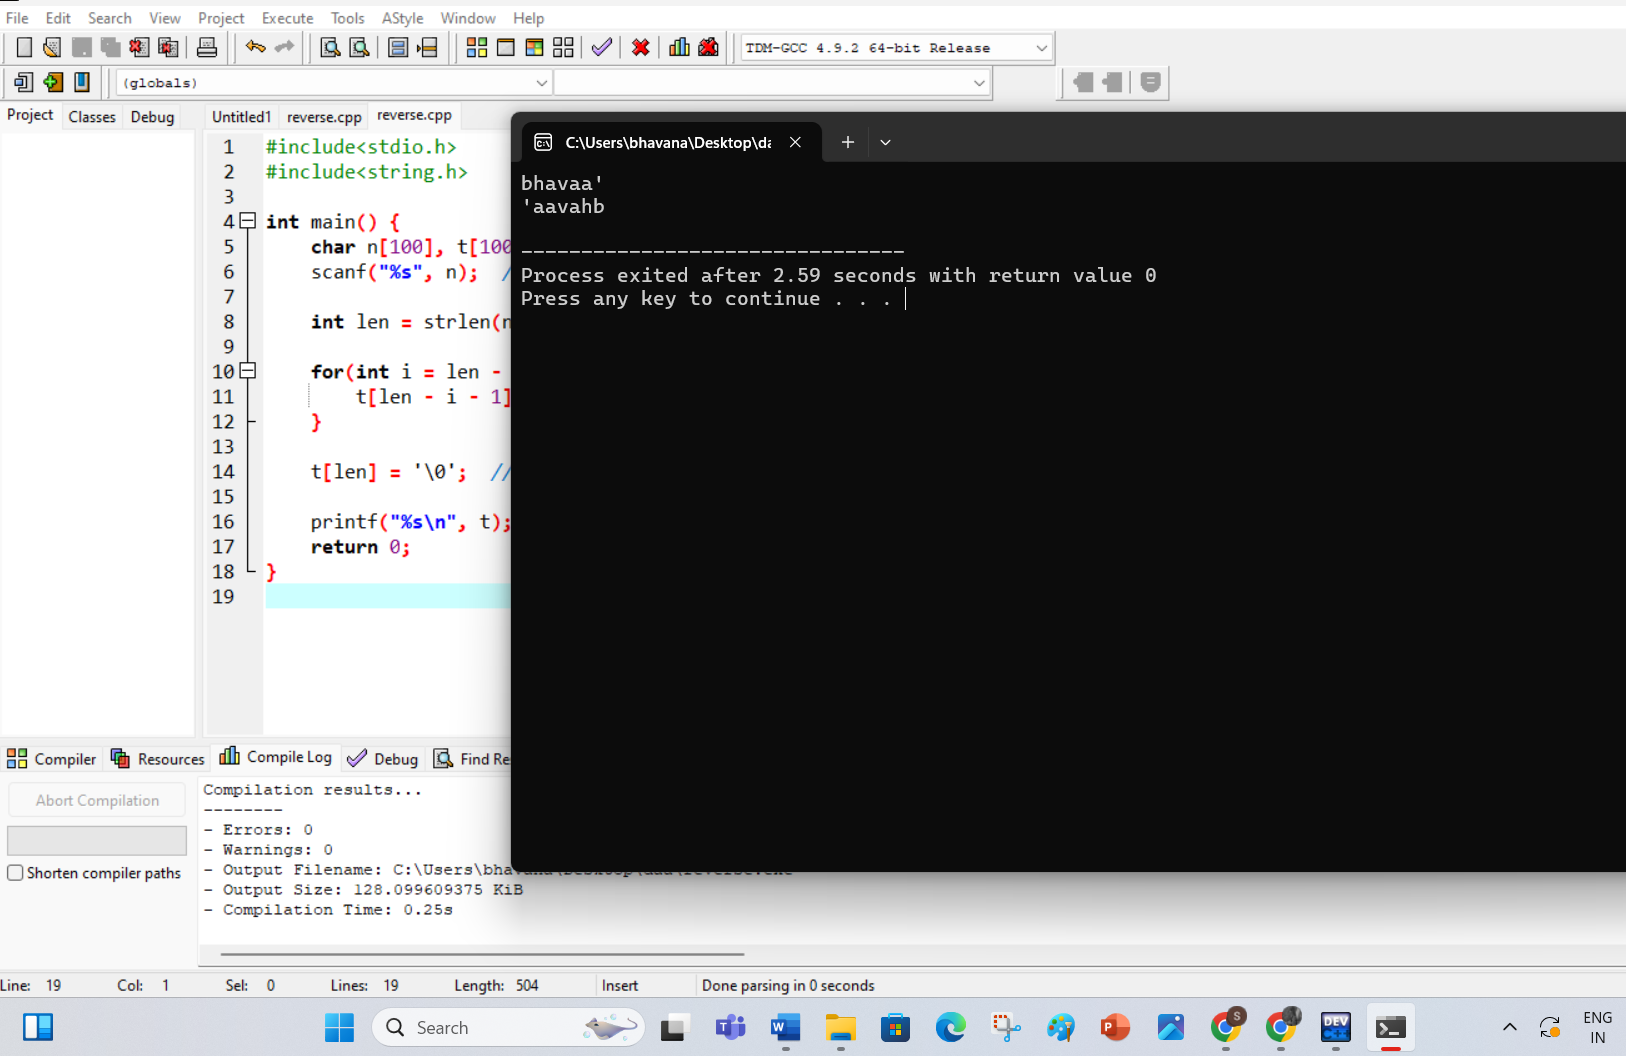 File Edit Search View Project Execute Tools AStyle Window Help
TDM-GCC 4.9.2 64-bit Release
(globals)
Project Classes Debug
Untitled1 reverse.cpp reverse.cpp
1 #include<stdio.h>
2 #include<string.h>
3
4 int main() {
5 char n[100], t[100
6 scanf("%s", n); /
7
8 int len = strlen(n
9
10 for(int i = len -
11 t[len - i - 1]
12 }
13
14 t[len] = '\0'; //
15
16 printf("%s\n", t);
17 return 0;
18 }
19
C:\Users\bhavana\Desktop\da
bhavaa'
'aavahb
--------------------------------
Process exited after 2.59 seconds with return value 0
Press any key to continue . . .
Compiler Resources Compile Log Debug Find Re
Abort Compilation
Shorten compiler paths
Compilation results...
--------
- Errors: 0
- Warnings: 0
- Output Filename: C:\Users\bhavana\Desktop\daa\reverse.exe
- Output Size: 128.099609375 KiB
- Compilation Time: 0.25s
Line: 19 Col: 1 Sel: 0 Lines: 19 Length: 504 Insert Done parsing in 0 seconds
Search
S
DEV
C++
ENG
IN